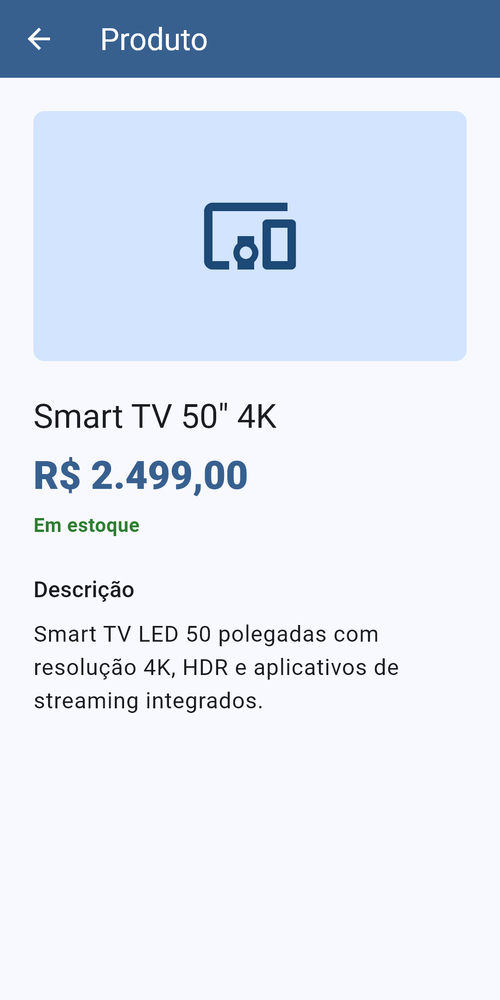 Produto
Smart TV 50" 4K
R$ 2.499,00
Em estoque
Descrição
Smart TV LED 50 polegadas com
resolução 4K, HDR e aplicativos de
streaming integrados.